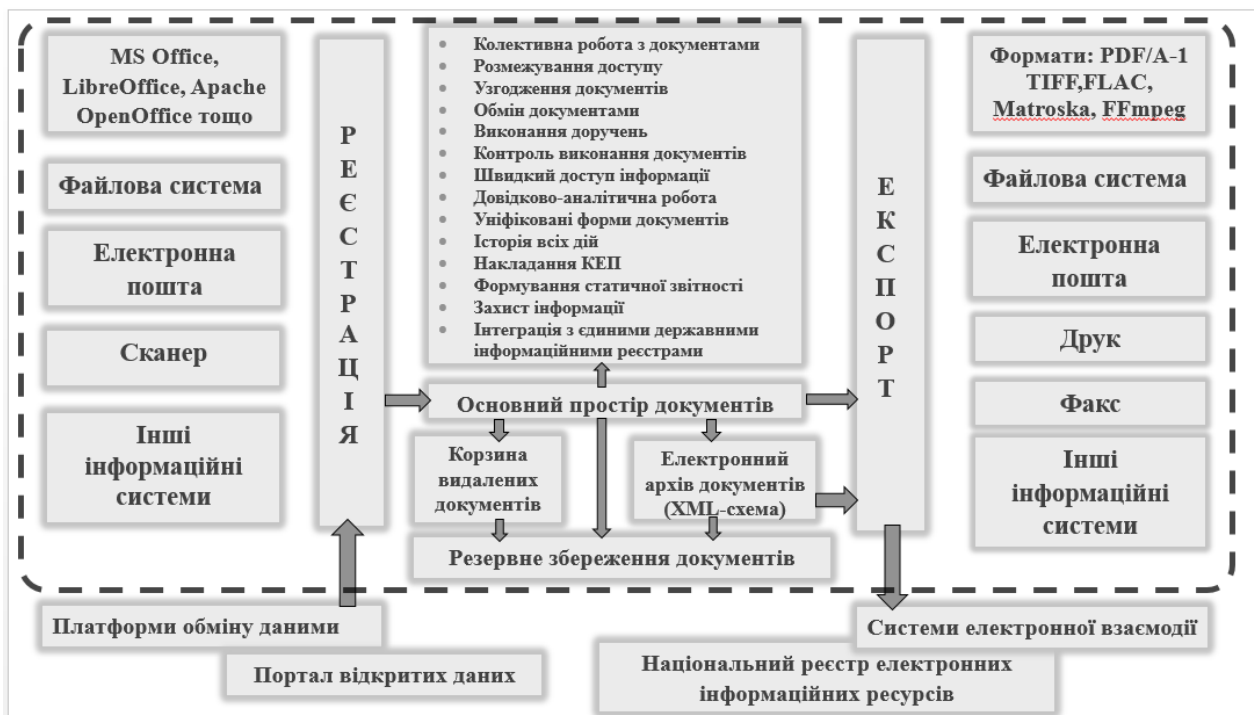 MS Office,
LibreOffice, Apache
OpenOffice тощо
Файлова система
Електронна
пошта
Сканер
Інші
інформаційні
системи
Р
Е
Є
С
Т
Р
А
Ц
І
Я
Колективна робота з документами
Розмежування доступу
Узгодження документів
Обмін документами
Виконання доручень
Контроль виконання документів
Швидкий доступ інформації
Довідково-аналітична робота
Уніфіковані форми документів
Історія всіх дій
Накладання КЕП
Формування статичної звітності
Захист інформації
Інтеграція з єдиними державними
інформаційними реєстрами
Основний простір документів
Корзина
видалених
документів
Електронний
архів документів
(XML-схема)
Резервне збереження документів
Е
К
С
П
О
Р
Т
Формати: PDF/A-1
TIFF,FLAC,
Matroska, FFmpeg
Файлова система
Електронна
пошта
Друк
Факс
Інші
інформаційні
системи
Платформи обміну даними
Портал відкритих даних
Системи електронної взаємодії
Національний реєстр електронних
інформаційних ресурсів